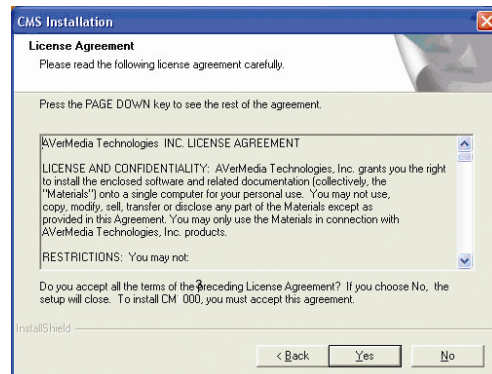 CMS Installation
License Agreement
Please read the following license agreement carefully.
Press the PAGE DOWN key to see the rest of the agreement.
AVerMedia Technologies INC. LICENSE AGREEMENT
LICENSE AND CONFIDENTIALITY: AVerMedia Technologies, Inc. grants you the right
to install the enclosed software and related documentation (collectively, the
"Materials") onto a single computer for your personal use. You may not use,
copy, modify, sell, transfer or disclose any part of the Materials except as
provided in this Agreement. You may only use the Materials in connection with
AVerMedia Technologies, Inc. products.
RESTRICTIONS: You may not:
Do you accept all the terms of the preceding License Agreement? If you choose No, the
setup will close. To install CM 000, you must accept this agreement.
InstallShield
< Back Yes No